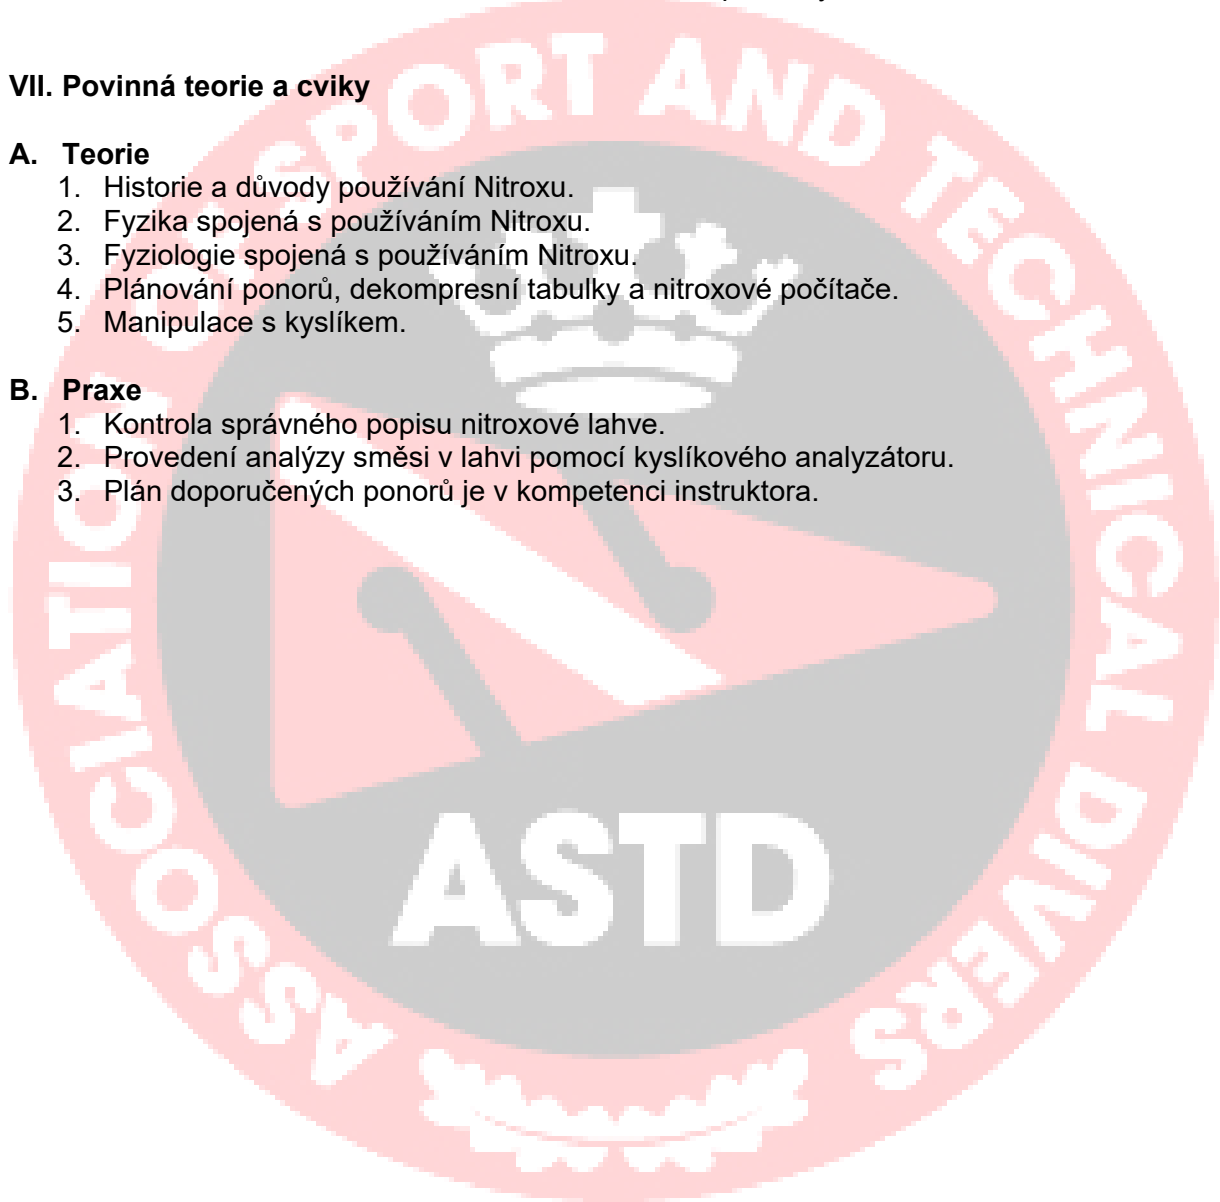 VII. Povinná teorie a cviky
A. Teorie
1. Historie a důvody používání Nitroxu.
2. Fyzika spojená s používáním Nitroxu.
3. Fyziologie spojená s používáním Nitroxu.
4. Plánování ponorů, dekompresní tabulky a nitroxové počítače.
5. Manipulace s kyslíkem.
B. Praxe
1. Kontrola správného popisu nitroxové lahve.
2. Provedení analýzy směsi v lahvi pomocí kyslíkového analyzátoru.
3. Plán doporučených ponorů je v kompetenci instruktora.
ASSOCIATION OF SPORT AND TECHNICAL DIVERS
ASTD